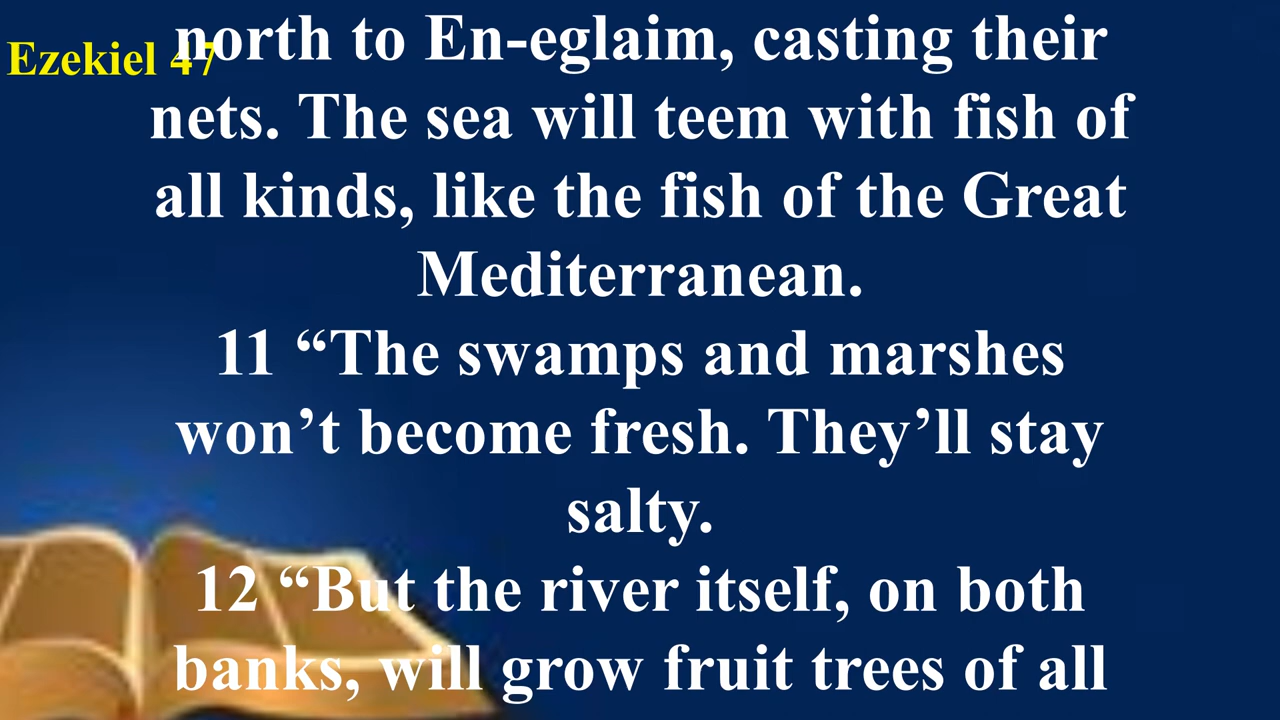 Ezekiel 47
north to En-eglaim, casting their
nets. The sea will teem with fish of
all kinds, like the fish of the Great
Mediterranean.
11 “The swamps and marshes
won’t become fresh. They’ll stay
salty.
12 “But the river itself, on both
banks, will grow fruit trees of all